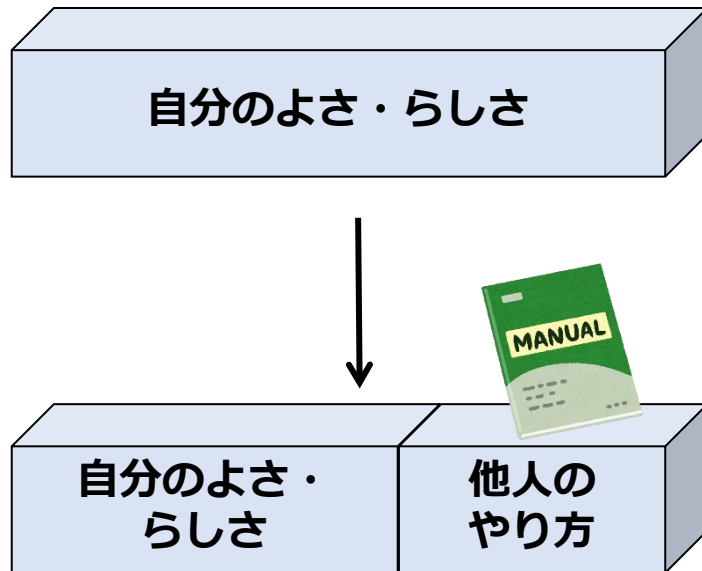 自分のよさ・らしさ
MANUAL
自分のよさ・
らしさ
他人の
やり方